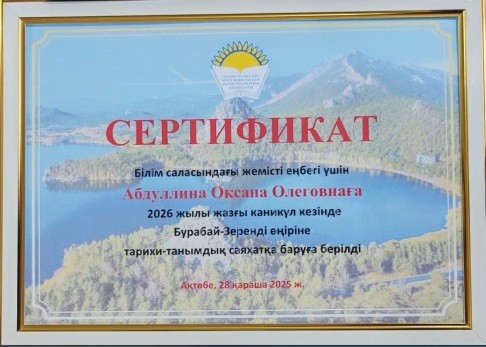 СЕРТИФИКАТ
Білім саласындағы жемісті еңбегі үшін
Абдуллина Оксана Олеговнаға
2026 жылы жазғы каникул кезінде
Бурабай-Зеренді өңіріне
тарихи-танымдық саяхатқа баруға берілді
Ақтөбе, 28 қараша 2025 ж.